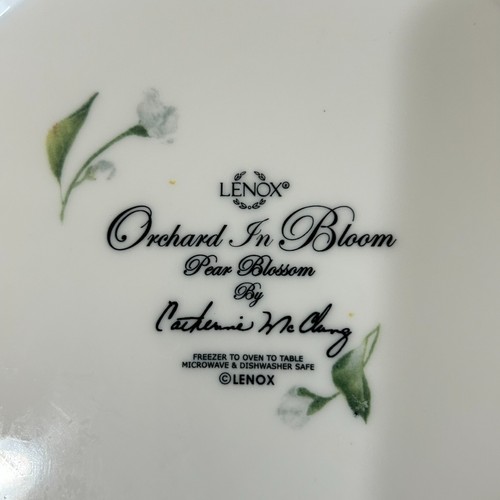 LENOX®
Orchard In Bloom
Pear Blossom
By
Catherine McClung
FREEZER TO OVEN TO TABLE
MICROWAVE & DISHWASHER SAFE
©LENOX